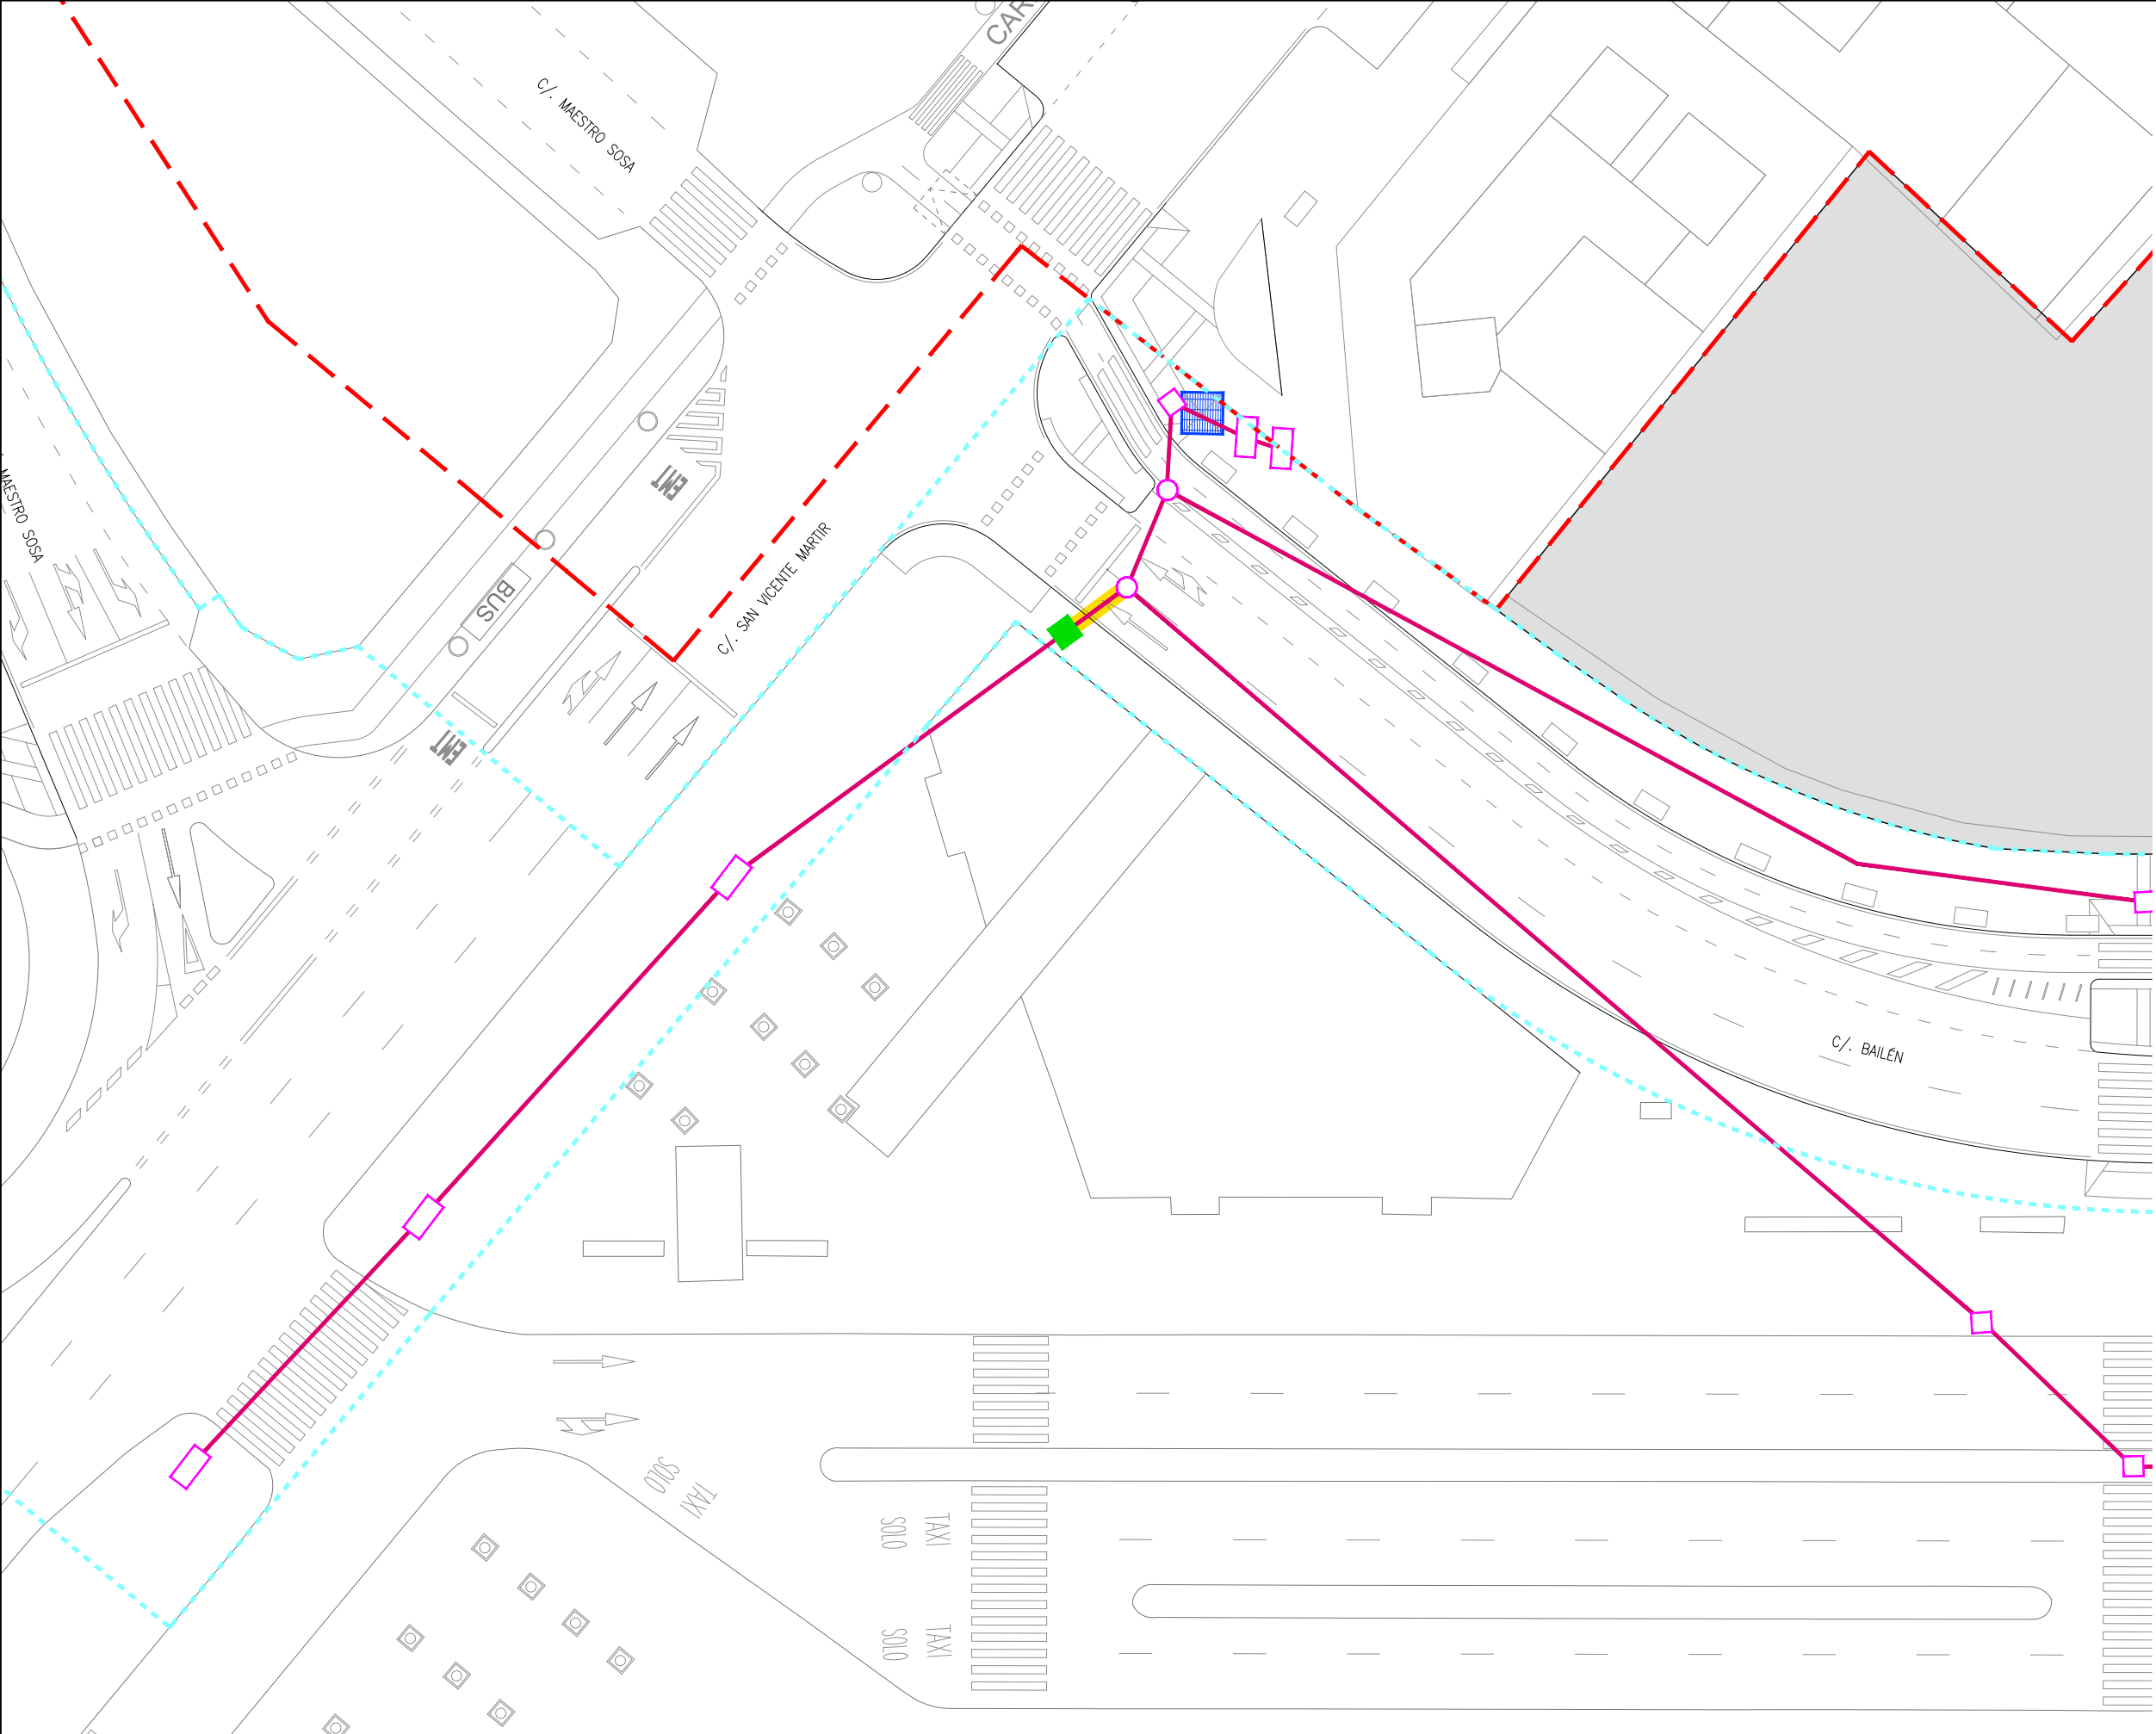 CAR
C/. MAESTRO SOSA
MAESTRO SOSA
EMT
C/. SAN VICENTE MARTIR
BUS
EMT
C/. BAILÉN
SOLO
TAXI
SOLO
TAXI
SOLO
TAXI